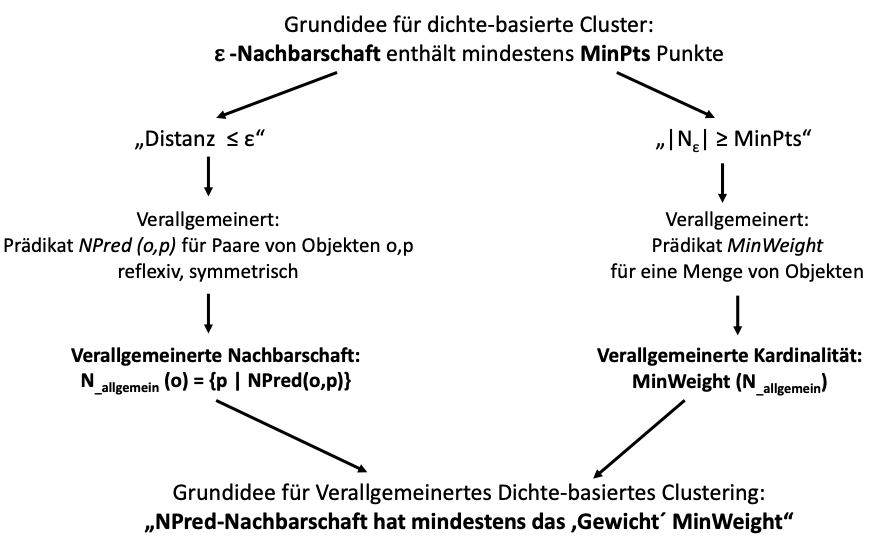 Grundidee für dichte-basierte Cluster:
ε -Nachbarschaft enthält mindestens MinPts Punkte
„Distanz ≤ ε“
„|Nε| ≥ MinPts“
Verallgemeinert:
Prädikat NPred (o,p) für Paare von Objekten o,p
reflexiv, symmetrisch
Verallgemeinert:
Prädikat MinWeight
für eine Menge von Objekten
Verallgemeinerte Nachbarschaft:
N_allgemein (o) = {p | NPred(o,p)}
Verallgemeinerte Kardinalität:
MinWeight (N_allgemein)
Grundidee für Verallgemeinertes Dichte-basiertes Clustering:
„NPred-Nachbarschaft hat mindestens das ‚Gewicht´ MinWeight“